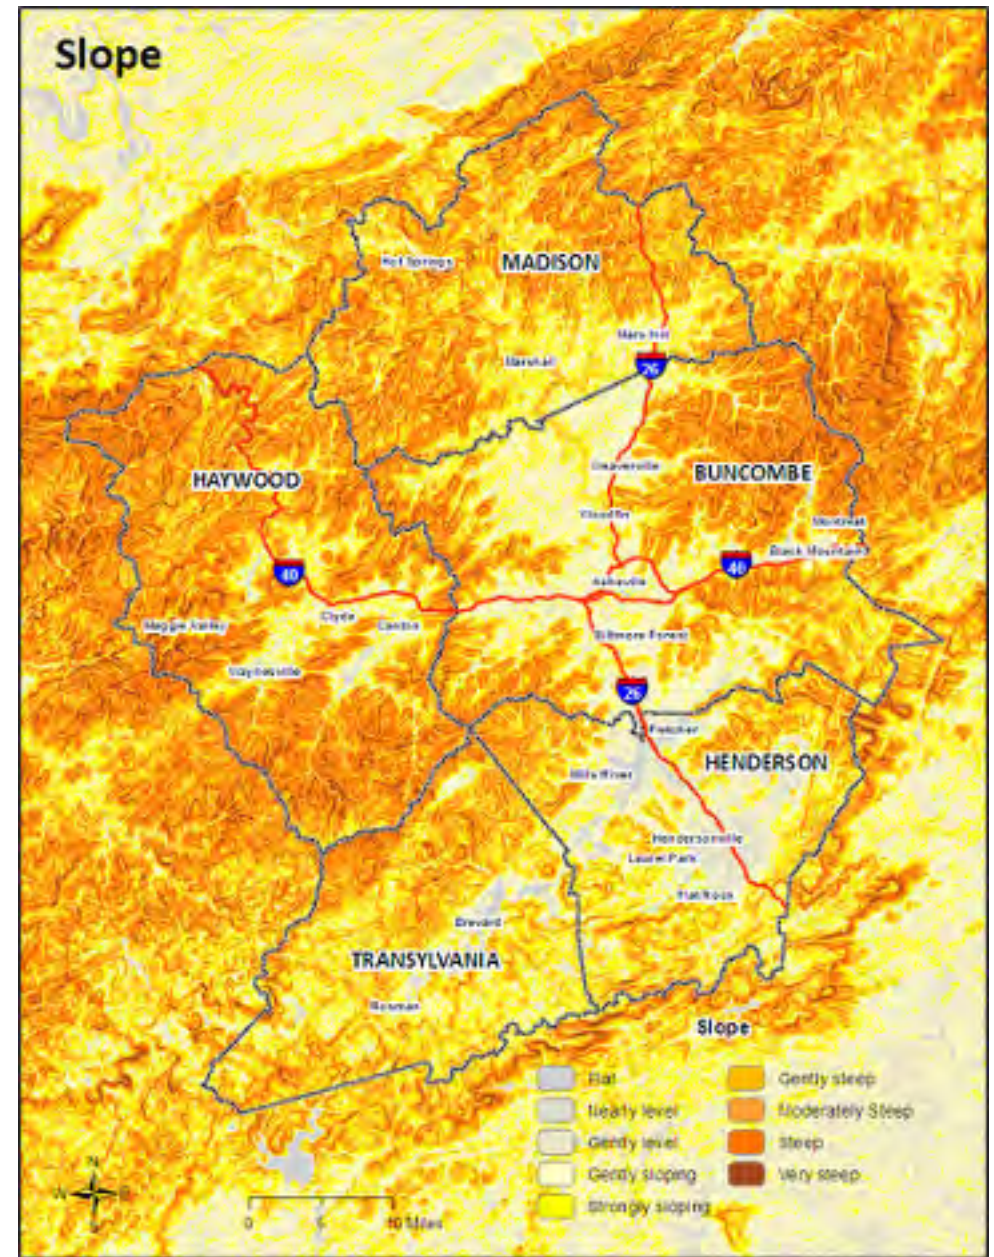 Slope
Hot Springs
MADISON
Mars Hill
Marshall
26
Weaverville
HAYWOOD
BUNCOMBE
Woodfin
Montreat
Black Mountain
40
40
Asheville
Clyde
Canton
Maggie Valley
Biltmore Forest
Waynesville
26
Fletcher
HENDERSON
Mills River
Hendersonville
Laurel Park
Flat Rock
Brevard
TRANSYLVANIA
Rosman
Slope
Flat
Gently steep
Nearly level
Moderately Steep
Gently level
Steep
Gently sloping
Very steep
Strongly sloping
N
W E
S
0 5 10 Miles